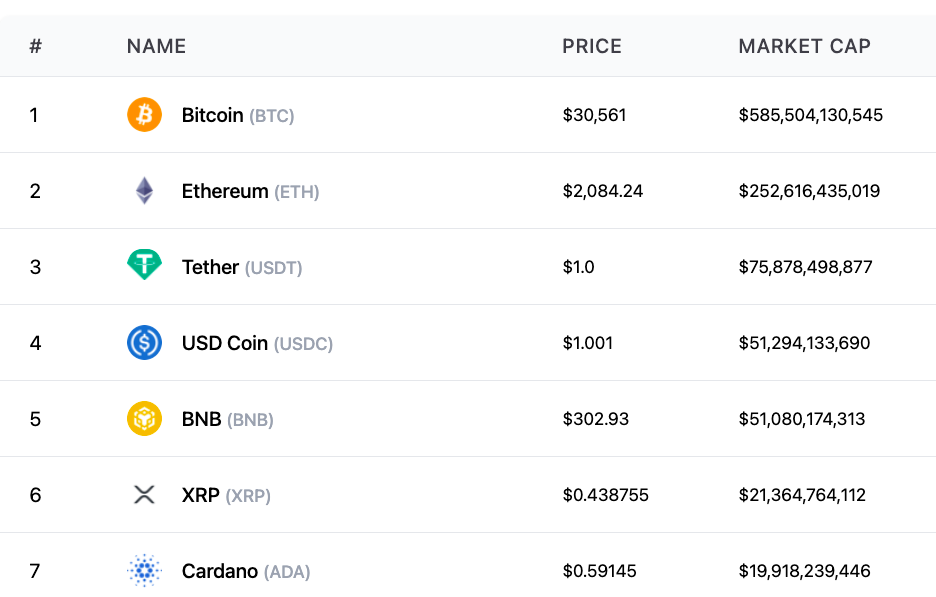 # NAME PRICE MARKET CAP
1 Bitcoin (BTC) $30,561 $585,504,130,545
2 Ethereum (ETH) $2,084.24 $252,616,435,019
3 Tether (USDT) $1.0 $75,878,498,877
4 USD Coin (USDC) $1.001 $51,294,133,690
5 BNB (BNB) $302.93 $51,080,174,313
6 XRP (XRP) $0.438755 $21,364,764,112
7 Cardano (ADA) $0.59145 $19,918,239,446